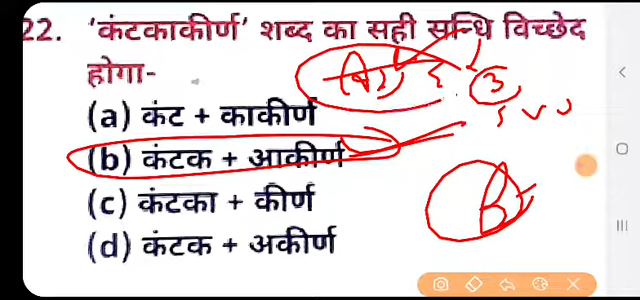 22. 'कंटकाकीर्ण' शब्द का सही सन्धि विच्छेद
होगा-
(a) कंट + काकीर्ण
(b) कंटक + आकीर्ण
(c) कंटका + कीर्ण
(d) कंटक + अकीर्ण